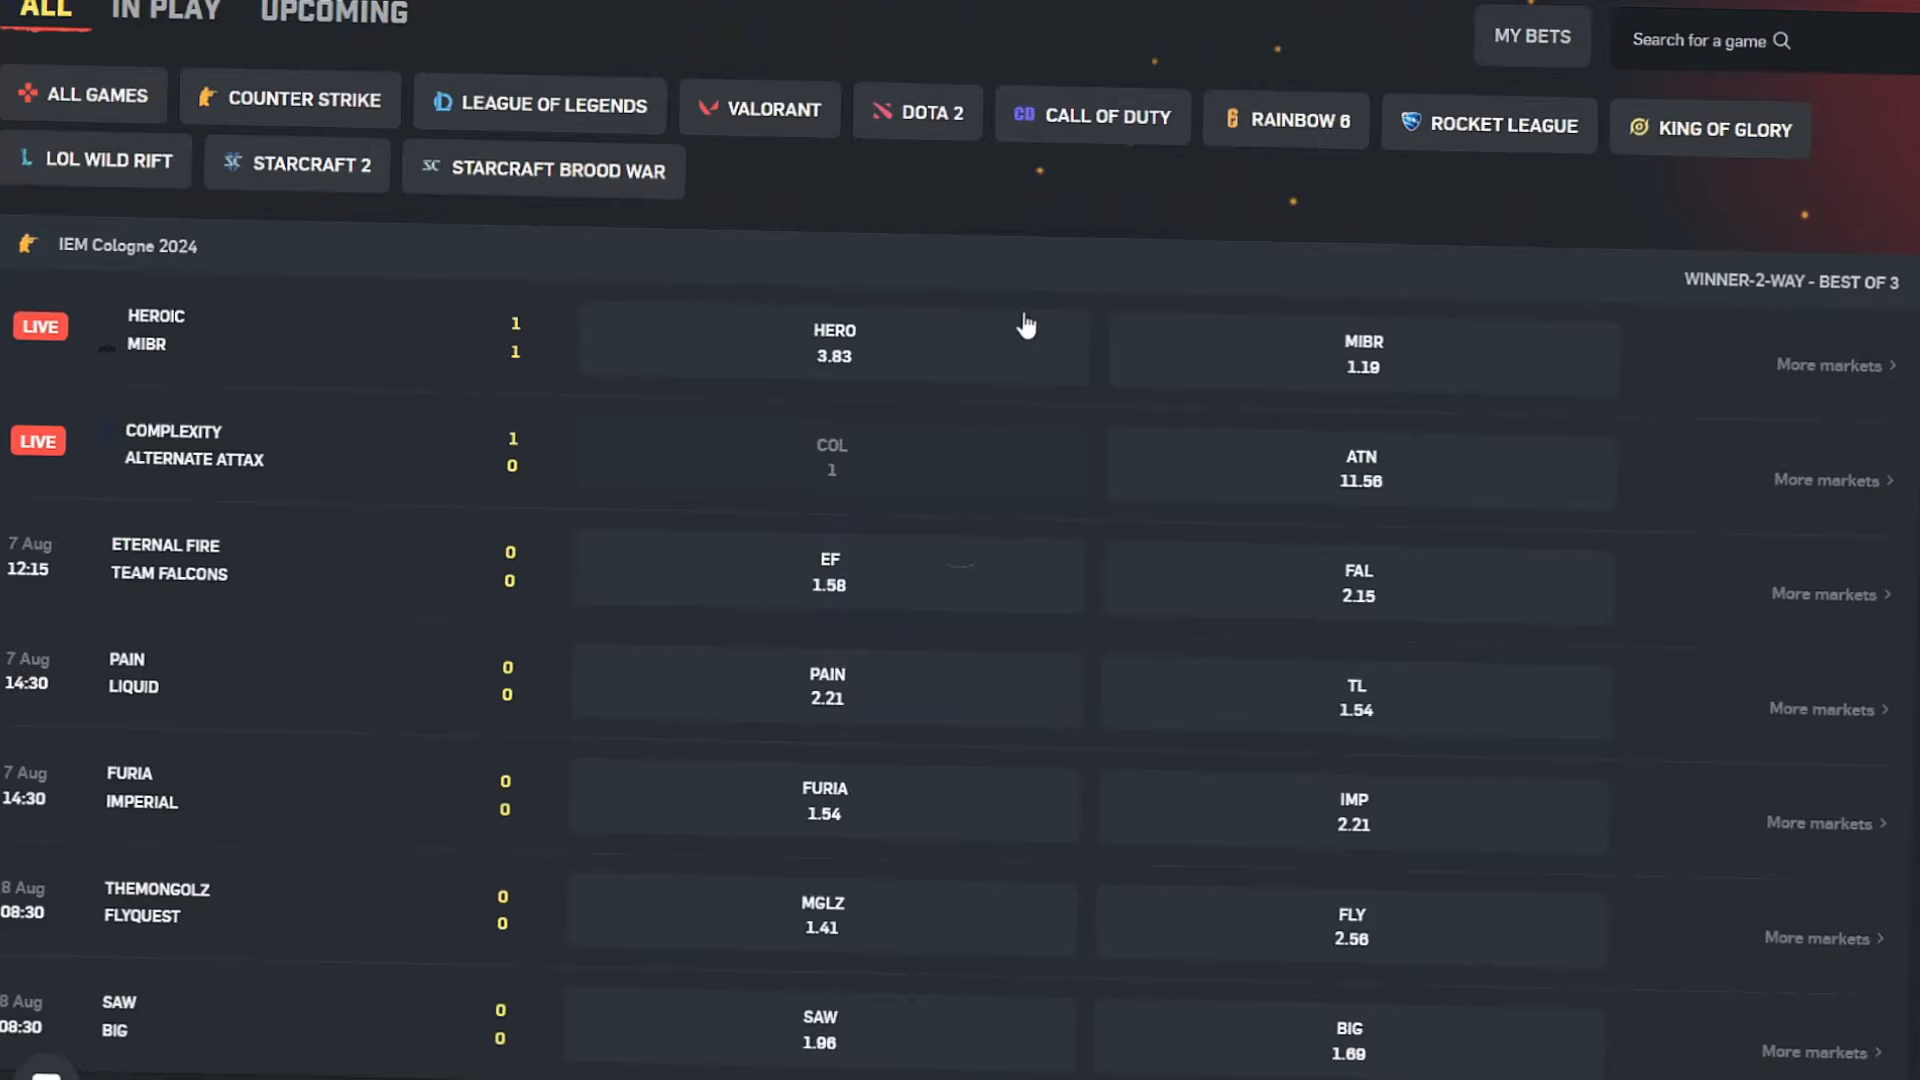 ALL IN PLAY UPCOMING
MY BETS Search for a game
ALL GAMES COUNTER STRIKE LEAGUE OF LEGENDS VALORANT DOTA 2 CALL OF DUTY RAINBOW 6 ROCKET LEAGUE KING OF GLORY
LOL WILD RIFT STARCRAFT 2 SC STARCRAFT BROOD WAR
IEM Cologne 2024
WINNER-2-WAY - BEST OF 3
LIVE
HEROIC 1
MIBR 1
HERO
3.83
MIBR
1.19
More markets
LIVE
COMPLEXITY 1
ALTERNATE ATTAX 0
COL
1
ATN
11.56
More markets
7 Aug
12:15
ETERNAL FIRE 0
TEAM FALCONS 0
EF
1.58
FAL
2.15
More markets
7 Aug
14:30
PAIN 0
LIQUID 0
PAIN
2.21
TL
1.54
More markets
7 Aug
14:30
FURIA 0
IMPERIAL 0
FURIA
1.54
IMP
2.21
More markets
8 Aug
08:30
THEMONGOLZ 0
FLYQUEST 0
MGLZ
1.41
FLY
2.56
More markets
8 Aug
08:30
SAW 0
BIG 0
SAW
1.96
BIG
1.69
More markets